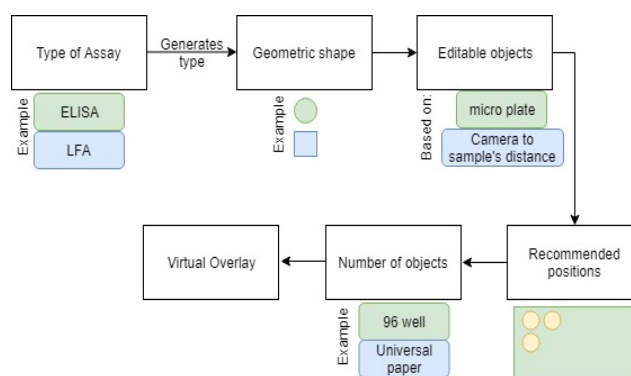 Type of Assay
Generates
type
Geometric shape
Editable objects
Example
ELISA
LFA
Example
Based on:
micro plate
Camera to
sample's distance
Virtual Overlay
Number of objects
Recommended
positions
Example
96 well
Universal
paper